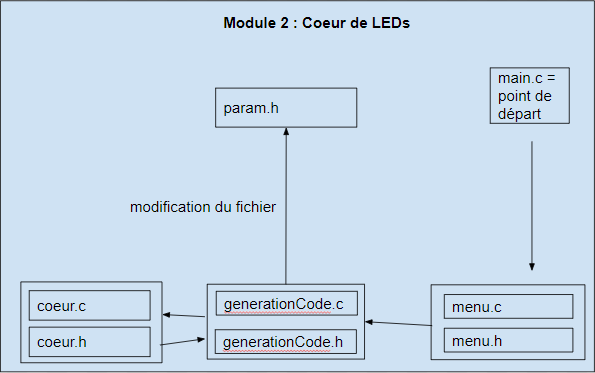 Module 2 : Coeur de LEDs
main.c =
point de
départ
param.h
modification du fichier
coeur.c
coeur.h
generationCode.c
generationCode.h
menu.c
menu.h